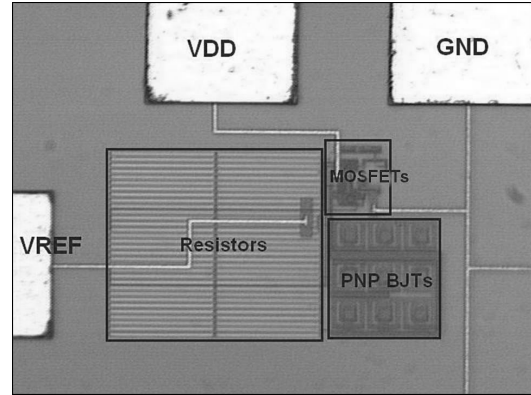 VDD
GND
MOSFETs
VREF
Resistors
PNP BJTs